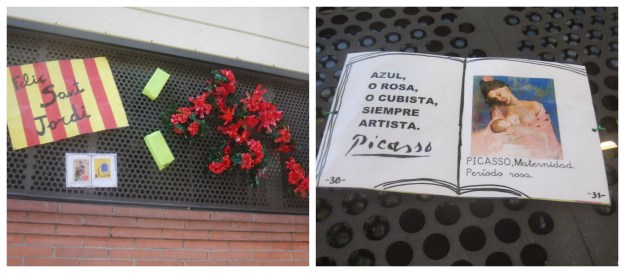 Feliç
Sant
Jordi
AZUL,
O ROSA,
O CUBISTA,
SIEMPRE
ARTISTA.
Picasso
-30-
PICASSO, Maternidad
Período rosa.
-31-